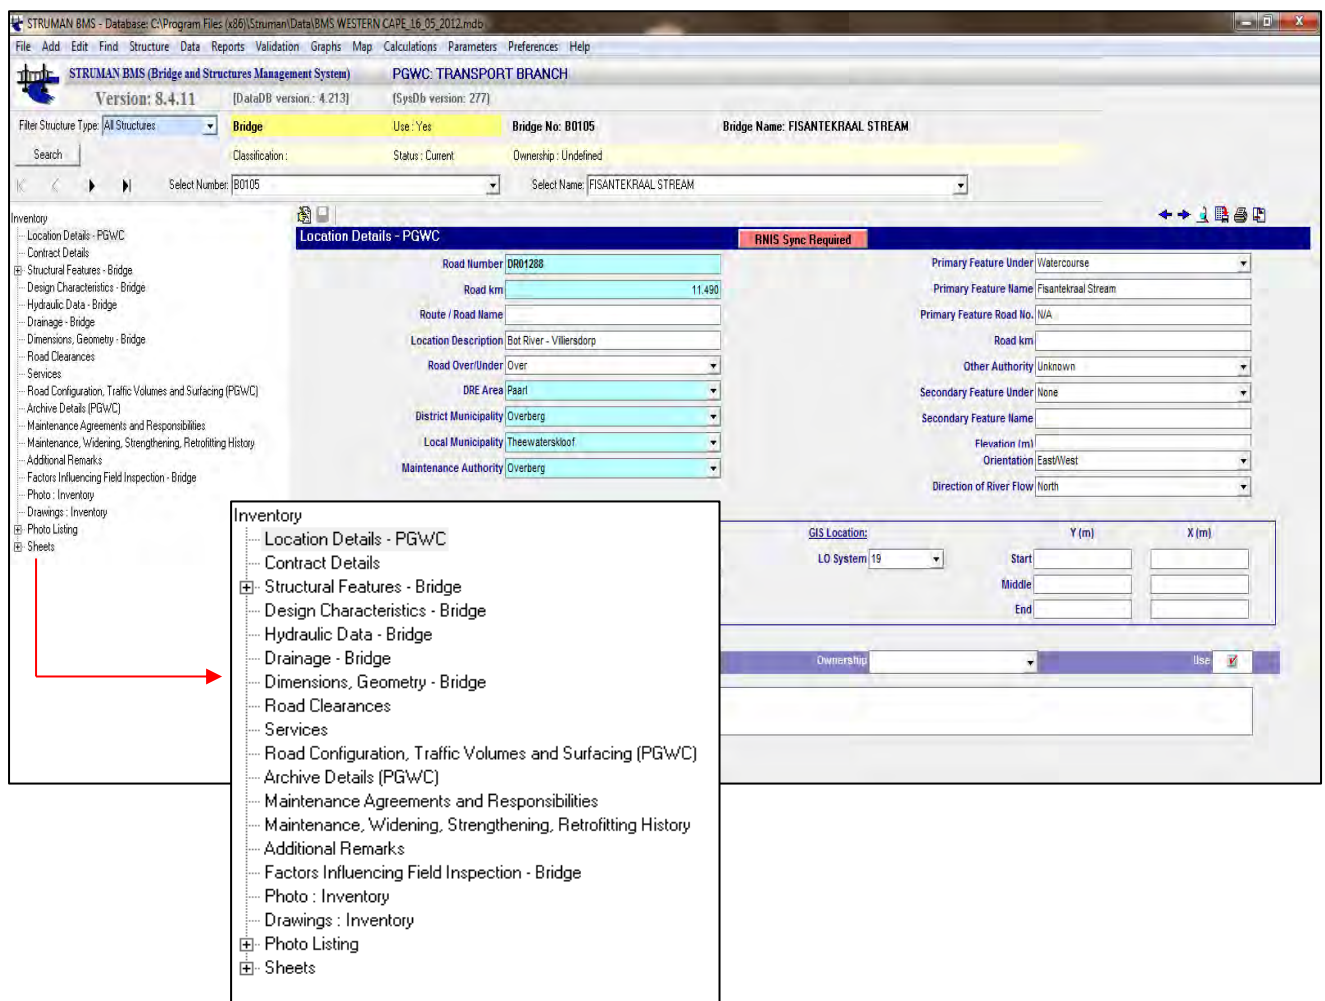 STRUMAN BMS - Database: C:\Program Files (x86)\Struman\Data\BMS WESTERN CAPE_16_05_2012.mdb
File Add Edit Find Structure Data Reports Validation Graphs Map Calculations Parameters Preferences Help
STRUMAN BMS (Bridge and Structures Management System) PGWC: TRANSPORT BRANCH
Version: 8.4.11 [DataDB version.: 4.213] (SysDb version: 277)
Filter Structure Type: All Structures Bridge Use : Yes Bridge No: B0105 Bridge Name: FISANTEKRAAL STREAM
Search Classification : Status : Current Ownership : Undefined
Select Number: B0105 Select Name: FISANTEKRAAL STREAM
Inventory
Location Details - PGWC
Contract Details
Structural Features - Bridge
Design Characteristics - Bridge
Hydraulic Data - Bridge
Drainage - Bridge
Dimensions, Geometry - Bridge
Road Clearances
Services
Road Configuration, Traffic Volumes and Surfacing (PGWC)
Archive Details (PGWC)
Maintenance Agreements and Responsibilities
Maintenance, Widening, Strengthening, Retrofitting History
Additional Remarks
Factors Influencing Field Inspection - Bridge
Photo : Inventory
Drawings : Inventory
Photo Listing
Sheets
Location Details - PGWC RNIS Sync Required
Road Number DR01288 Primary Feature Under Watercourse
Road km 11.490 Primary Feature Name Fisantekraal Stream
Route / Road Name Primary Feature Road No. N/A
Location Description Bot River - Villiersdorp Road km
Road Over/Under Over Other Authority Unknown
DRE Area Paarl Secondary Feature Under None
District Municipality Overberg Secondary Feature Name
Local Municipality Theewaterskloof Elevation (m)
Orientation East/West
Maintenance Authority Overberg
Direction of River Flow North
GIS Location: Y (m) X (m)
LO System 19 Start
Middle
End
Ownership Use
Inventory
Location Details - PGWC
Contract Details
Structural Features - Bridge
Design Characteristics - Bridge
Hydraulic Data - Bridge
Drainage - Bridge
Dimensions, Geometry - Bridge
Road Clearances
Services
Road Configuration, Traffic Volumes and Surfacing (PGWC)
Archive Details (PGWC)
Maintenance Agreements and Responsibilities
Maintenance, Widening, Strengthening, Retrofitting History
Additional Remarks
Factors Influencing Field Inspection - Bridge
Photo : Inventory
Drawings : Inventory
Photo Listing
Sheets